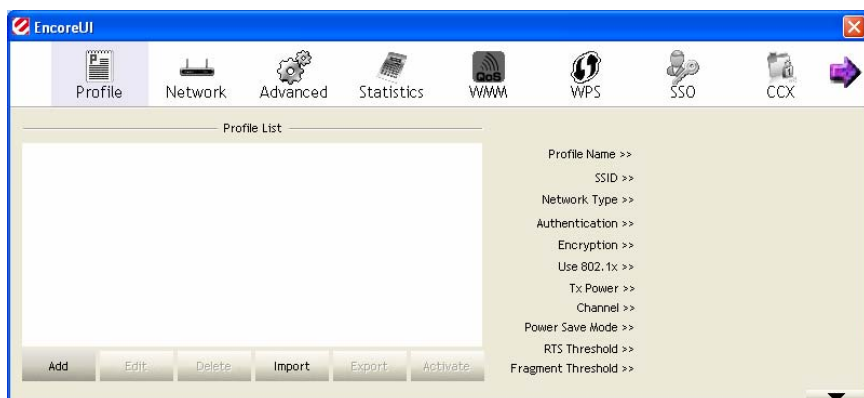 EncoreUI
Profile Network Advanced Statistics QoS WMM WPS SSO CCX
Profile List
Profile Name >>
SSID >>
Network Type >>
Authentication >>
Encryption >>
Use 802.1x >>
Tx Power >>
Channel >>
Power Save Mode >>
RTS Threshold >>
Fragment Threshold >>
Add Edit Delete Import Export Activate